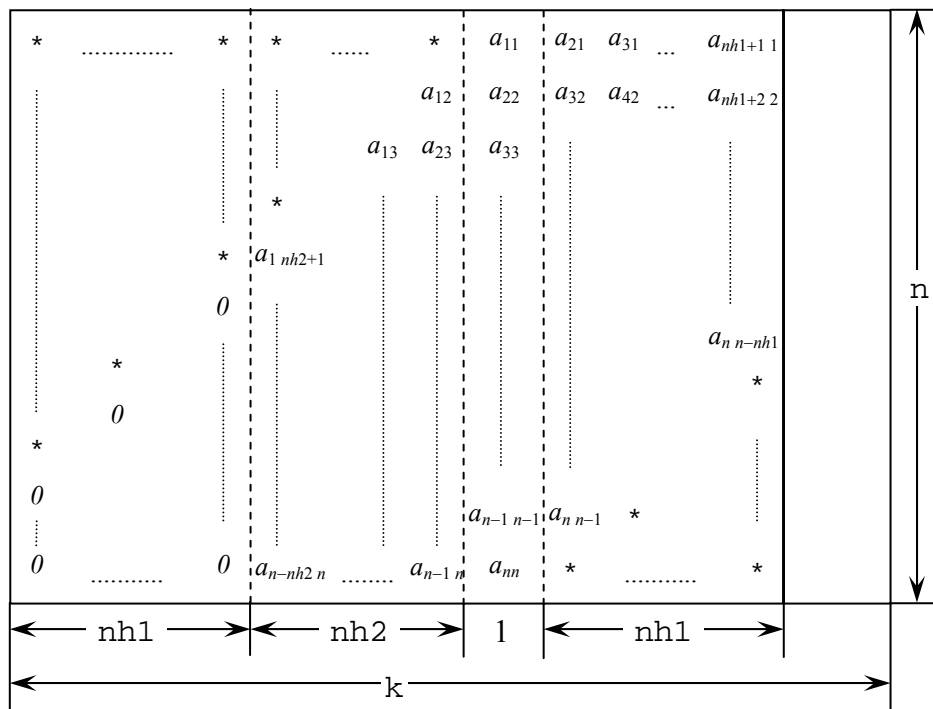 * ............... * * ...... * a11 a21 a31 ... anh1+1 1
a12 a22 a32 a42 ... anh1+2 2
a13 a23 a33
*
* a1 nh2+1
n
0
an n−nh1
*
*
0
*
0
an−1 n−1 an n−1 *
0 ........... 0 an−nh2 n ........ an−1 n ann * ........... *
nh1 nh2 1 nh1
k